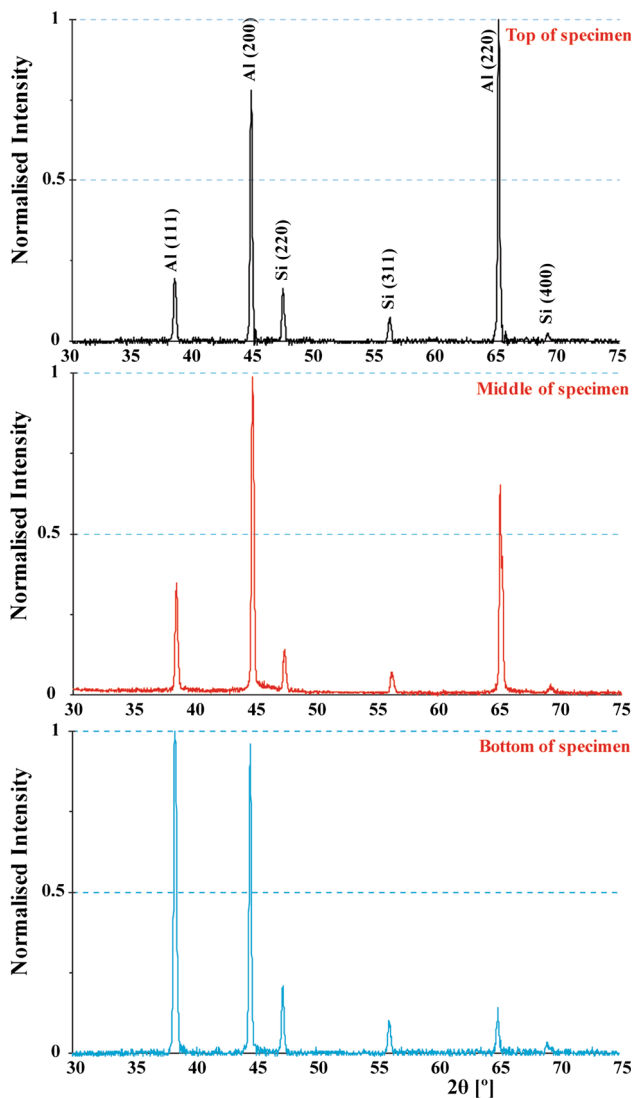 Normalised Intensity
1
0.5
0
Top of specimen
Al (111)
Al (200)
Si (220)
Si (311)
Al (220)
Si (400)
30 35 40 45 50 55 60 65 70 75
Normalised Intensity
1
0.5
0
Middle of specimen
30 35 40 45 50 55 60 65 70 75
Normalised Intensity
1
0.5
0
Bottom of specimen
30 35 40 45 50 55 60 65 70 75
2θ [º]